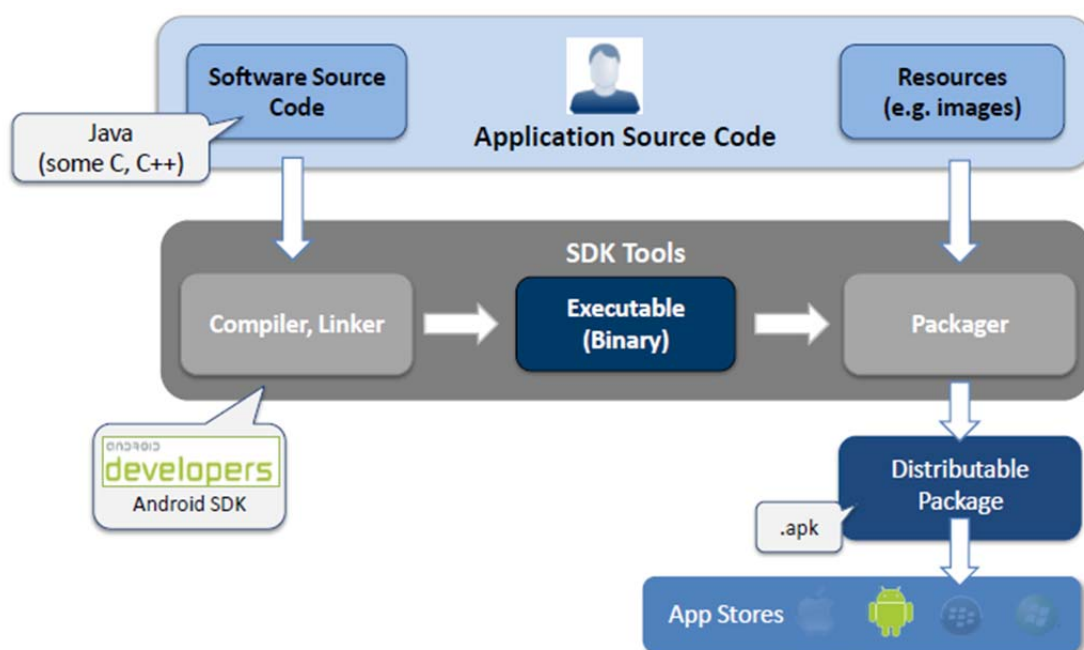 Software Source
Code
Application Source Code
Resources
(e.g. images)
Java
(some C, C++)
SDK Tools
Compiler, Linker
Executable
(Binary)
Packager
ANDROID
developers
Android SDK
Distributable
Package
.apk
App Stores